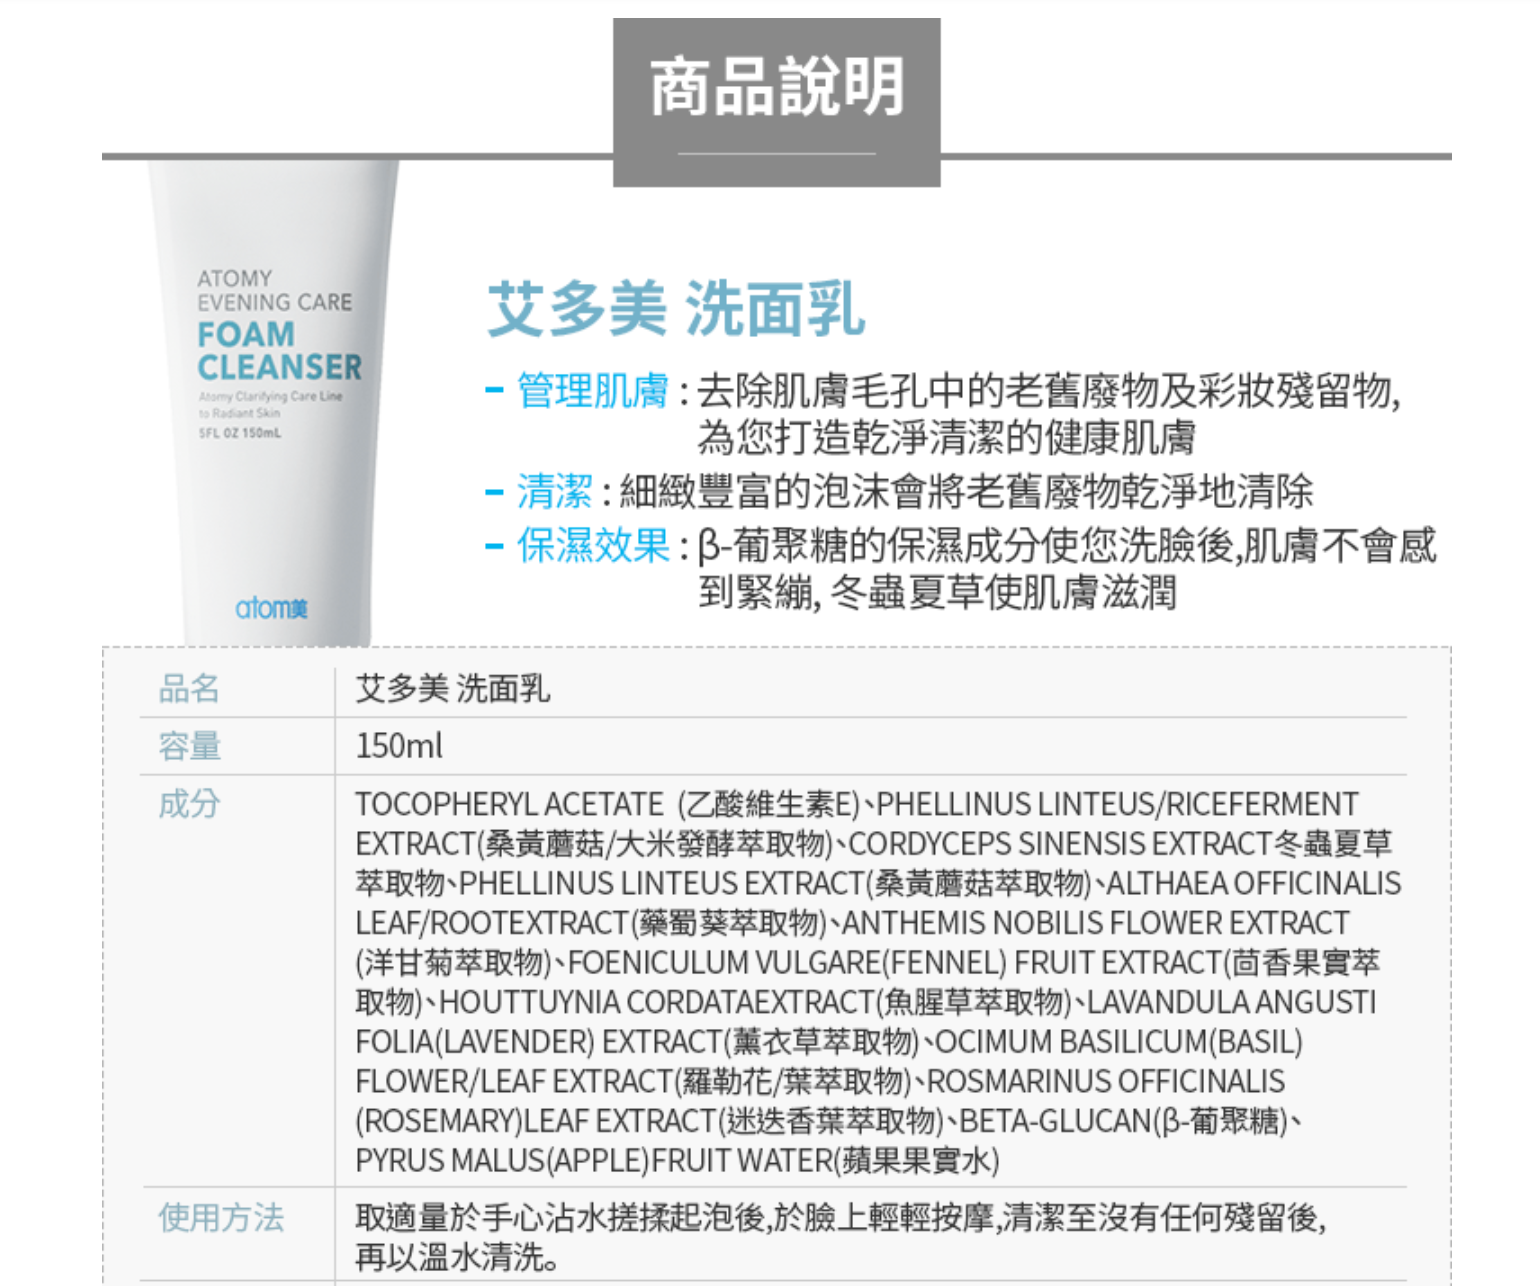 商品說明
ATOMY
EVENING CARE
FOAM
CLEANSER
Atomy Clarifying Care Line
to Radiant Skin
5FL OZ 150mL
atom美
艾多美 洗面乳
- 管理肌膚 : 去除肌膚毛孔中的老舊廢物及彩妝殘留物,
為您打造乾淨清潔的健康肌膚
- 清潔 : 細緻豐富的泡沫會將老舊廢物乾淨地清除
- 保濕效果 : β-葡聚糖的保濕成分使您洗臉後,肌膚不會感
到緊繃, 冬蟲夏草使肌膚滋潤
品名 艾多美 洗面乳
容量 150ml
成分 TOCOPHERYL ACETATE (乙酸維生素E)、PHELLINUS LINTEUS/RICEFERMENT
EXTRACT(桑黃蘑菇/大米發酵萃取物)、CORDYCEPS SINENSIS EXTRACT冬蟲夏草
萃取物、PHELLINUS LINTEUS EXTRACT(桑黃蘑菇萃取物)、ALTHAEA OFFICINALIS
LEAF/ROOTEXTRACT(藥蜀葵萃取物)、ANTHEMIS NOBILIS FLOWER EXTRACT
(洋甘菊萃取物)、FOENICULUM VULGARE(FENNEL) FRUIT EXTRACT(茴香果實萃
取物)、HOUTTUYNIA CORDATAEXTRACT(魚腥草萃取物)、LAVANDULA ANGUSTI
FOLIA(LAVENDER) EXTRACT(薰衣草萃取物)、OCIMUM BASILICUM(BASIL)
FLOWER/LEAF EXTRACT(羅勒花/葉萃取物)、ROSMARINUS OFFICINALIS
(ROSEMARY)LEAF EXTRACT(迷迭香葉萃取物)、BETA-GLUCAN(β-葡聚糖)、
PYRUS MALUS(APPLE)FRUIT WATER(蘋果果實水)
使用方法 取適量於手心沾水搓揉起泡後,於臉上輕輕按摩,清潔至沒有任何殘留後,
再以溫水清洗。